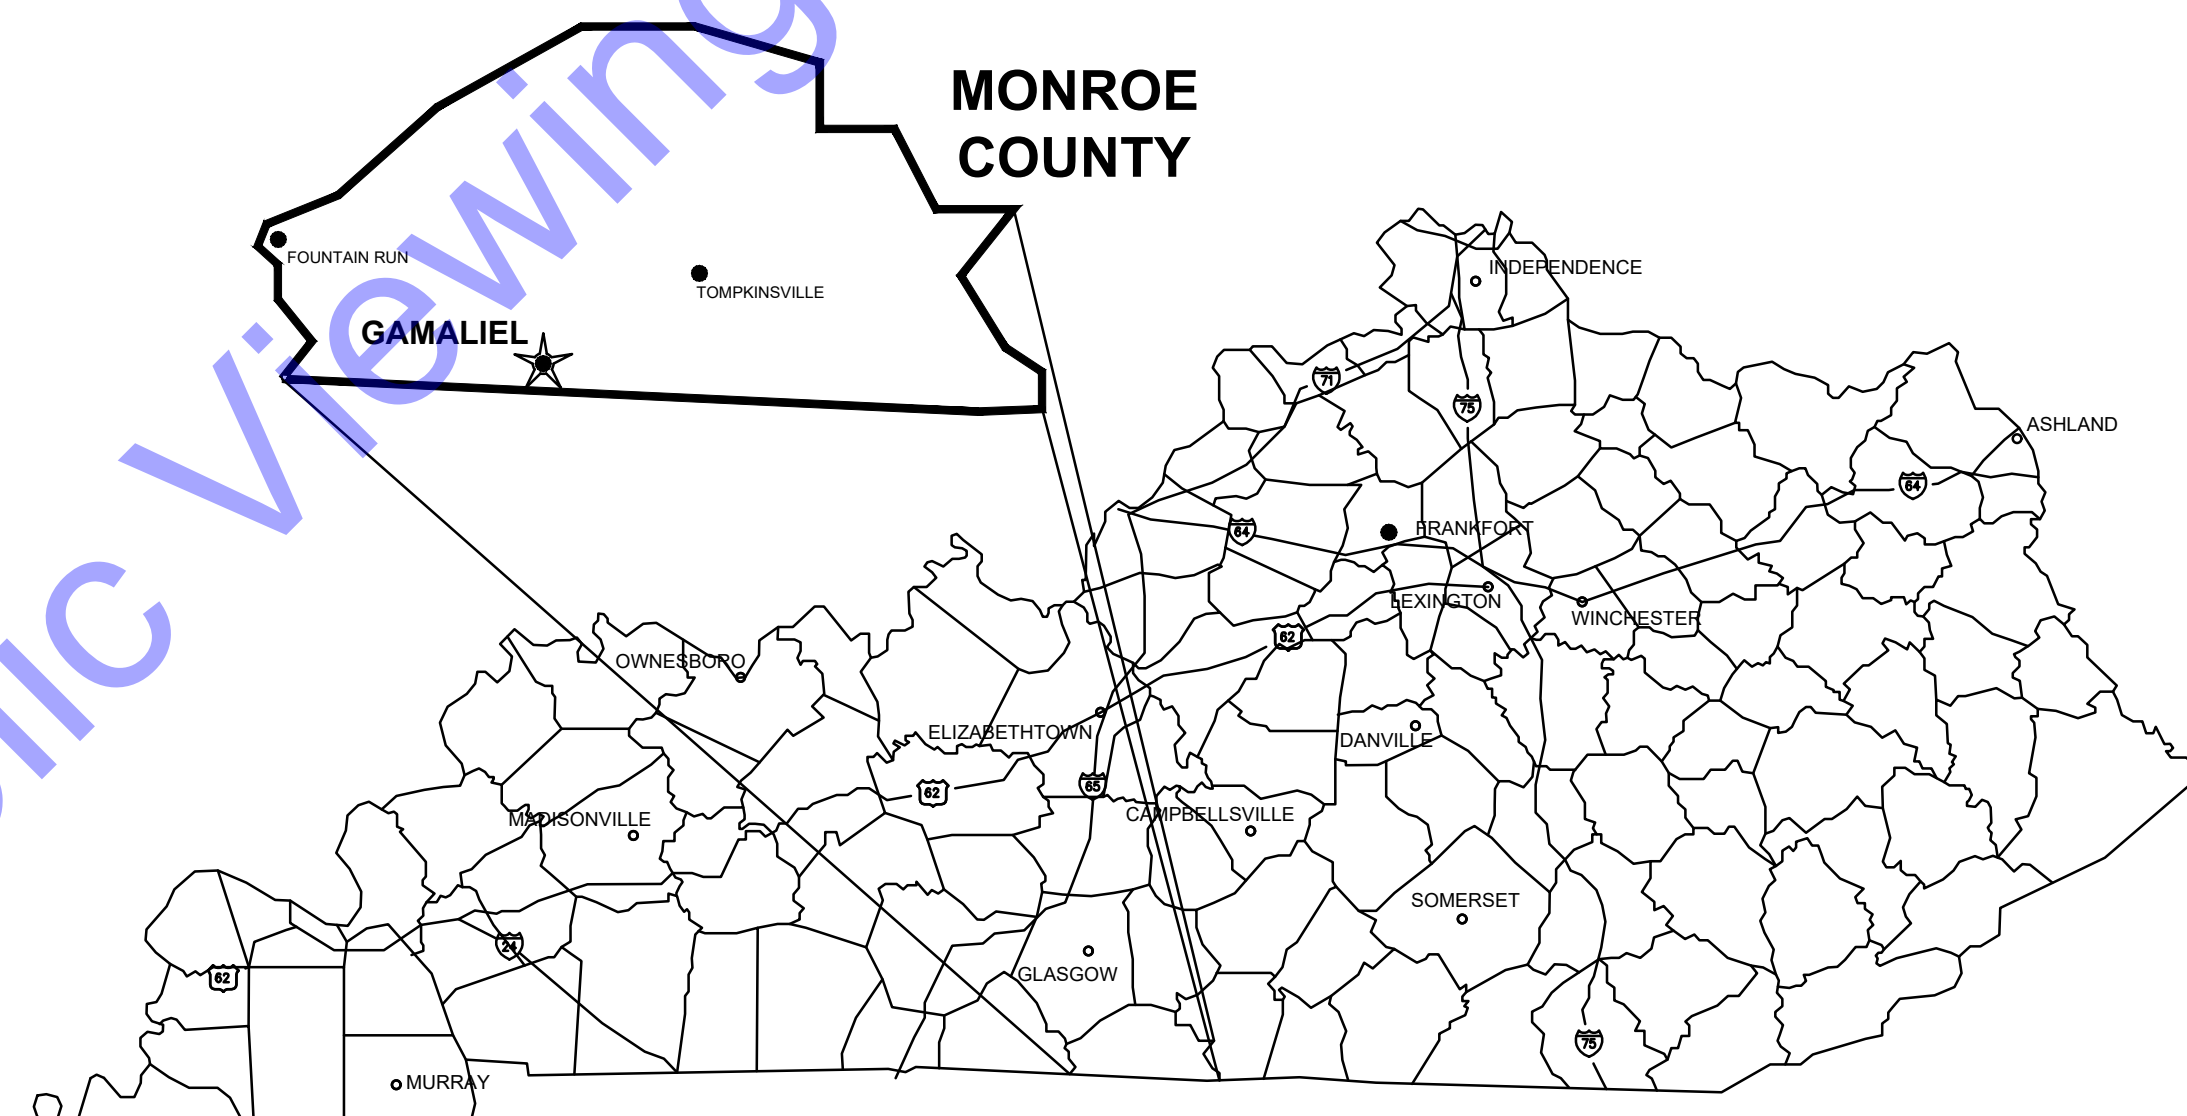 MONROE
COUNTY
FOUNTAIN RUN
TOMPKINSVILLE
GAMALIEL
INDEPENDENCE
71
75
ASHLAND
64
64
FRANKFORT
LEXINGTON
WINCHESTER
62
OWNESBORO
ELIZABETHTOWN
DANVILLE
62
65
MADISONVILLE
CAMPBELLSVILLE
SOMERSET
24
62
GLASGOW
75
MURRAY
ic Viewing